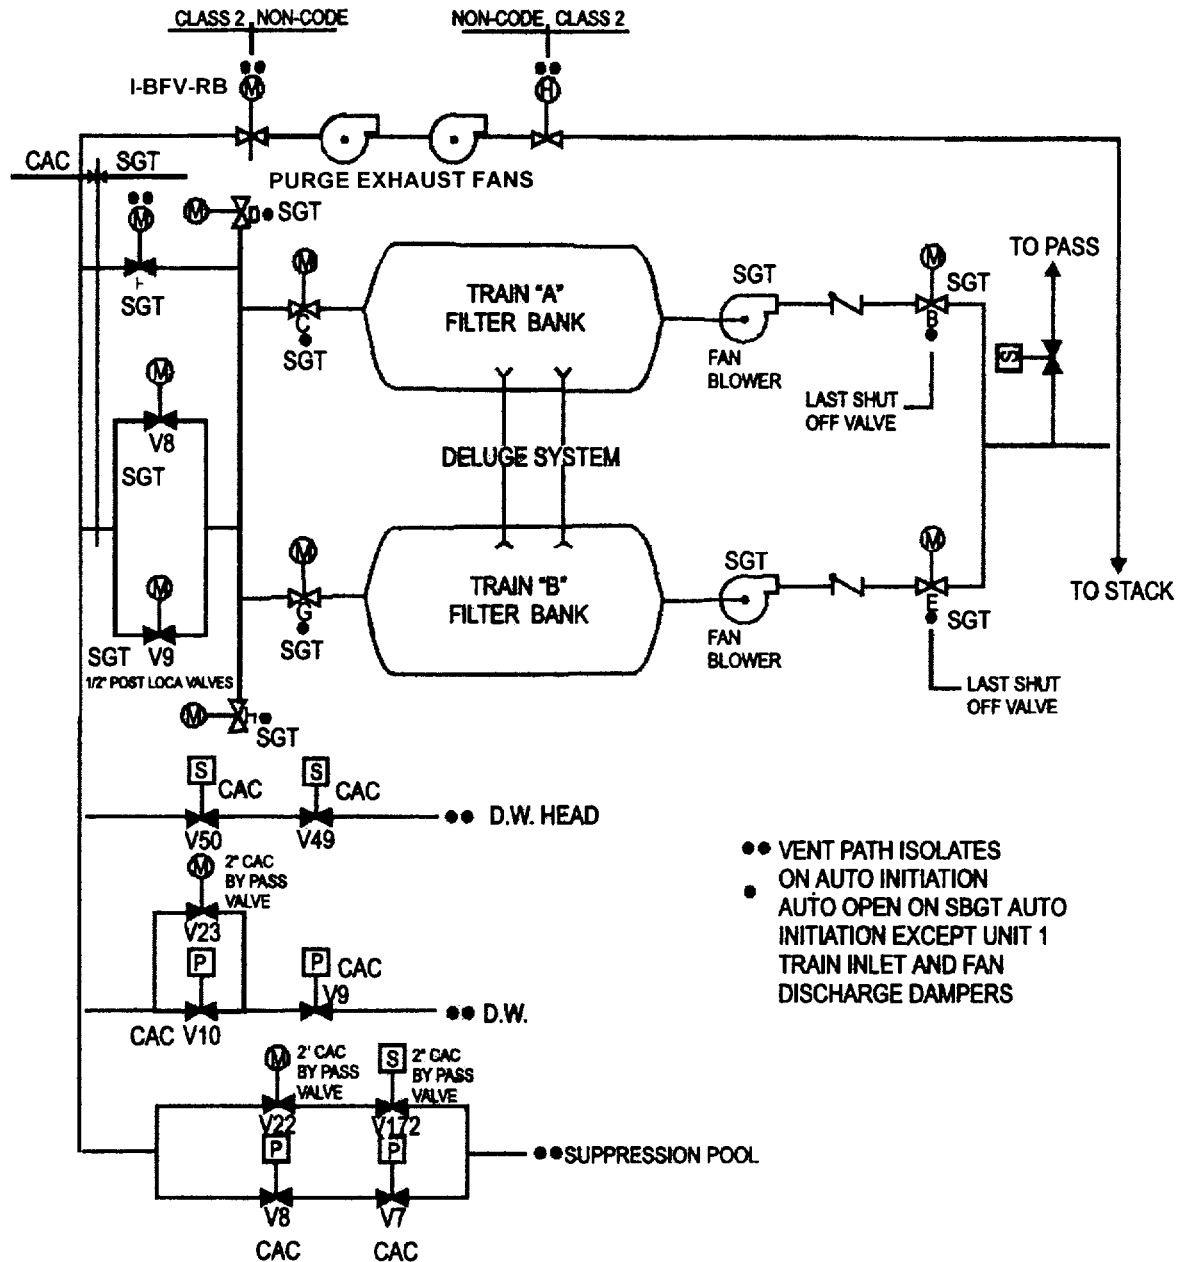 CLASS 2 NON-CODE
NON-CODE CLASS 2
I-BFV-RB
M
H
PURGE EXHAUST FANS
CAC SGT
M
M
D SGT
SGT
M
C
SGT
TRAIN "A"
FILTER BANK
SGT
FAN
BLOWER
M
SGT
B
LAST SHUT
OFF VALVE
TO PASS
S
M
V8
SGT
DELUGE SYSTEM
M
V9
SGT
1/2" POST LOCA VALVES
M
G
SGT
TRAIN "B"
FILTER BANK
SGT
FAN
BLOWER
M
E
SGT
LAST SHUT
OFF VALVE
TO STACK
M
SGT
S CAC
S CAC
V50
V49
D.W. HEAD
M 2" CAC
BY PASS
VALVE
V23
P
P CAC
V9
CAC V10
D.W.
M 2' CAC
BY PASS
VALVE
S 2" CAC
BY PASS
VALVE
V22
V172
P
P
SUPPRESSION POOL
V8
V7
CAC
CAC
VENT PATH ISOLATES
ON AUTO INITIATION
AUTO OPEN ON SBGT AUTO
INITIATION EXCEPT UNIT 1
TRAIN INLET AND FAN
DISCHARGE DAMPERS